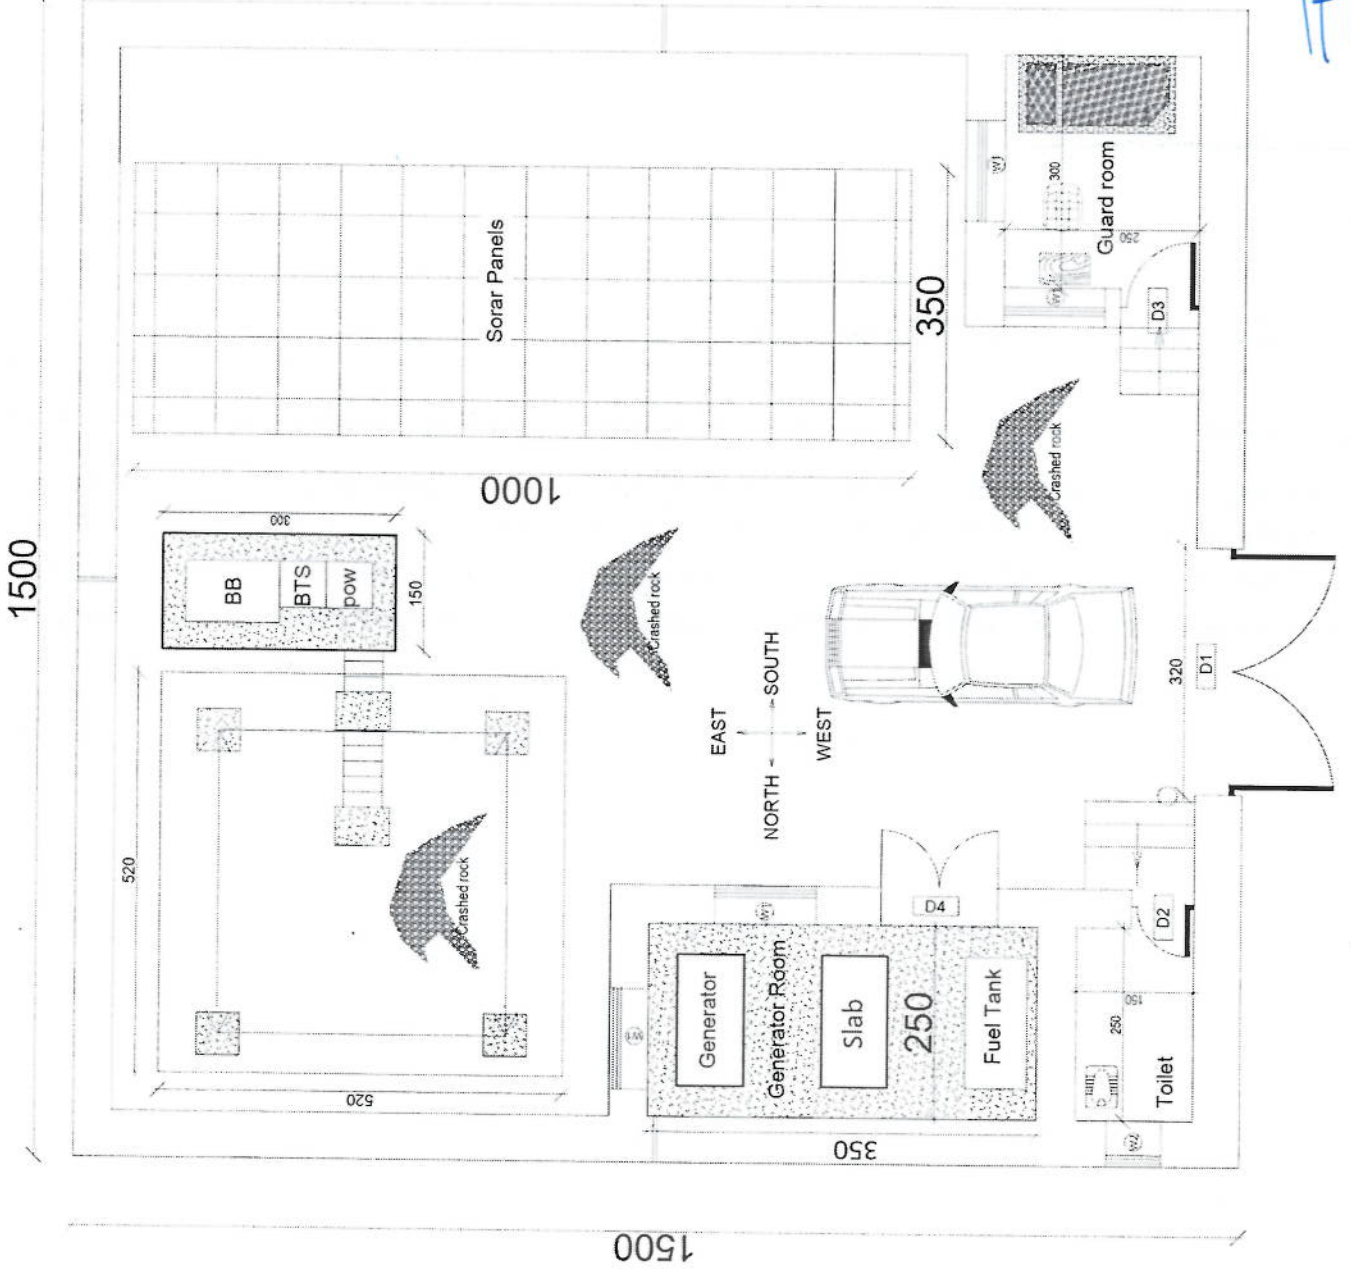 1500
Sorar Panels
1000
350
W1
300
250
Guard room
W1
D3
300
BB
BTS
pow
150
Crashed rock
Crashed rock
520
520
Crashed rock
EAST
SOUTH
NORTH
WEST
320
D1
D4
W1
W1
Generator
Generator Room
Slab
250
Fuel Tank
350
D2
150
250
Toilet
W2
1500